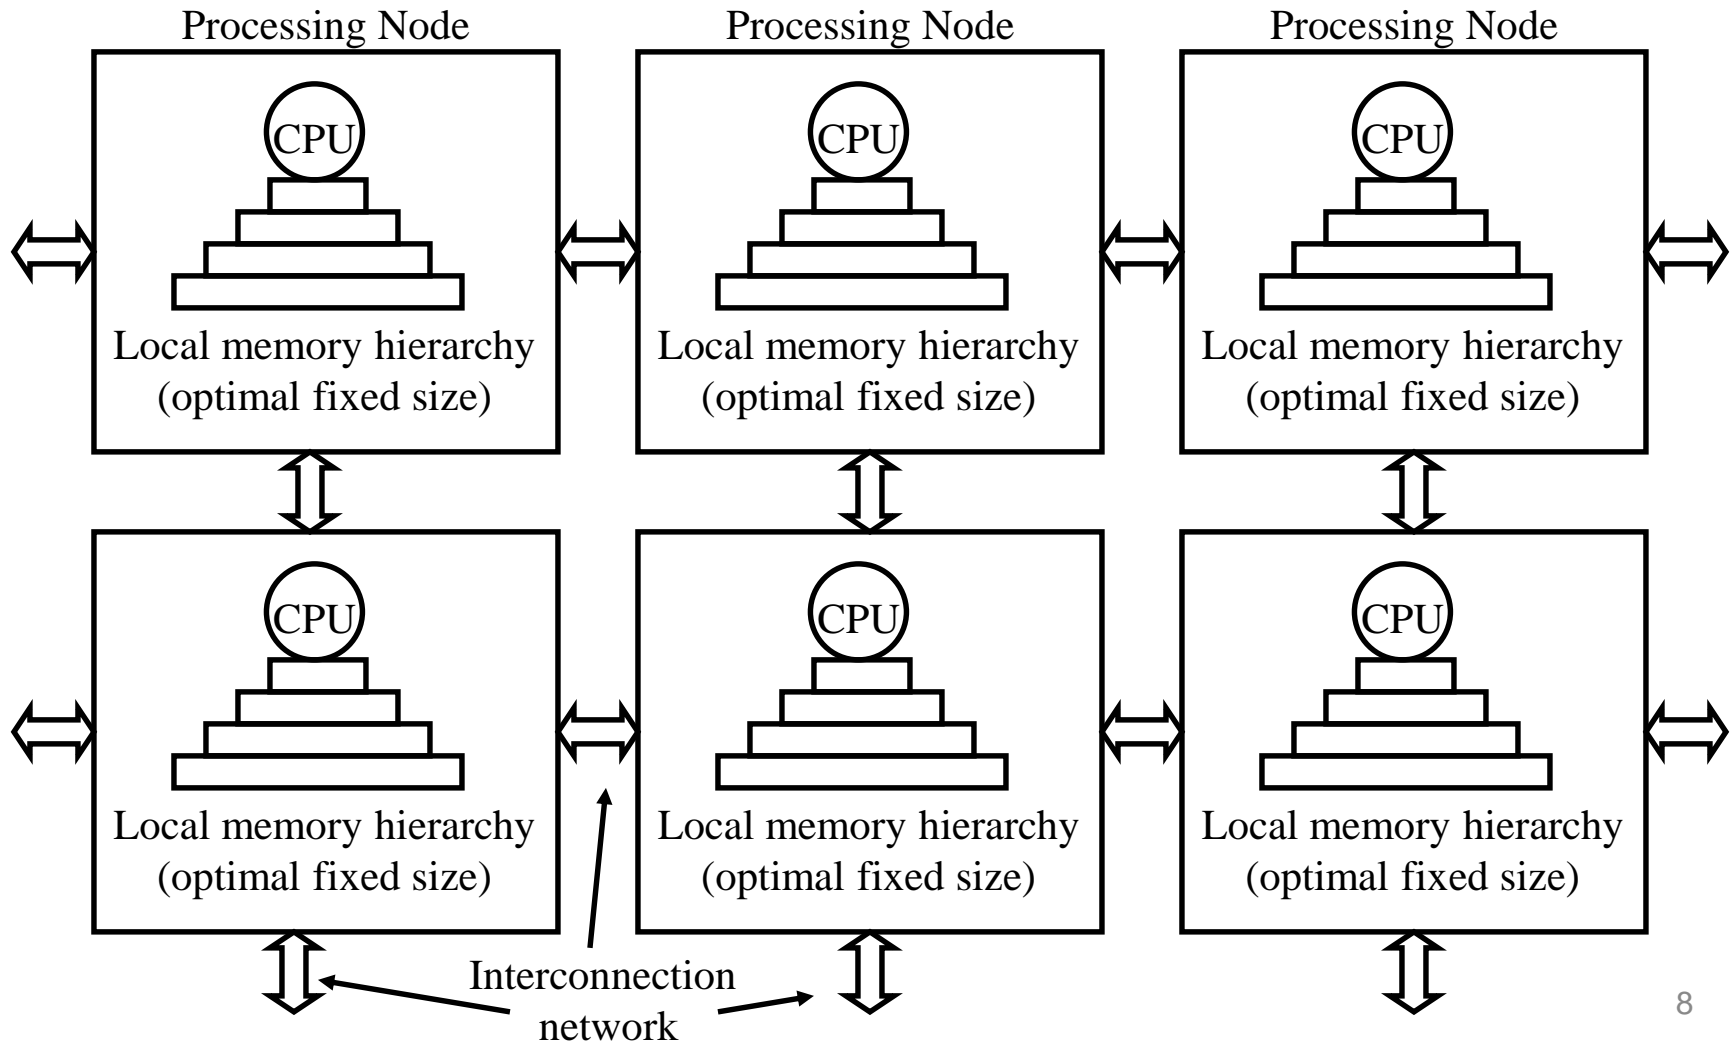 Processing Node
Processing Node
Processing Node
CPU
CPU
CPU
Local memory hierarchy
(optimal fixed size)
Local memory hierarchy
(optimal fixed size)
Local memory hierarchy
(optimal fixed size)
CPU
CPU
CPU
Local memory hierarchy
(optimal fixed size)
Local memory hierarchy
(optimal fixed size)
Local memory hierarchy
(optimal fixed size)
Interconnection
network
8